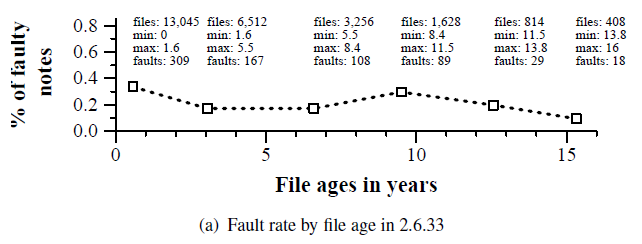 files: 13,045 files: 6,512 files: 3,256 files: 1,628 files: 814 files: 408
min: 0 min: 1.6 min: 5.5 min: 8.4 min: 11.5 min: 13.8
max: 1.6 max: 5.5 max: 8.4 max: 11.5 max: 13.8 max: 16
faults: 309 faults: 167 faults: 108 faults: 89 faults: 29 faults: 18
% of faulty
notes
0.8
0.6
0.4
0.2
0.0
0 5 10 15
File ages in years
(a) Fault rate by file age in 2.6.33